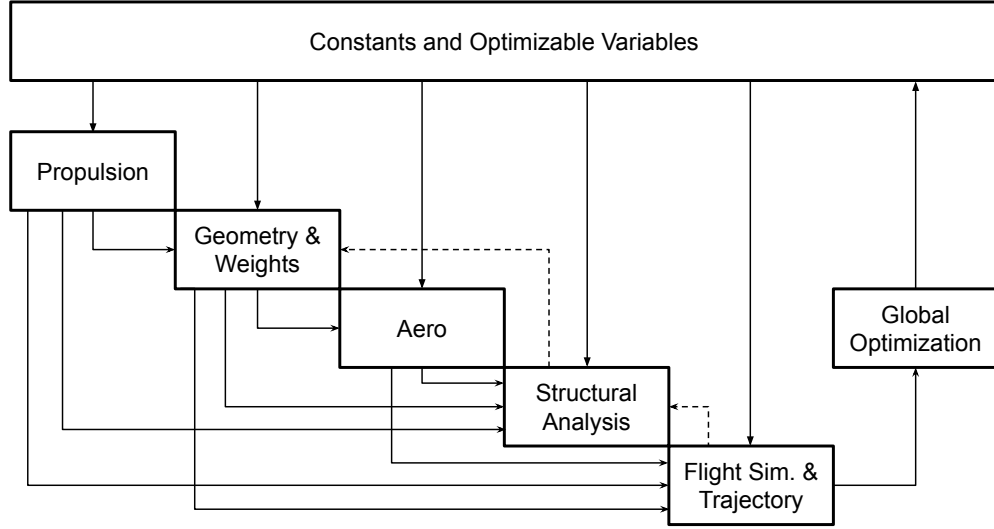 Constants and Optimizable Variables
Propulsion
Geometry &
Weights
Aero
Global
Optimization
Structural
Analysis
Flight Sim. &
Trajectory